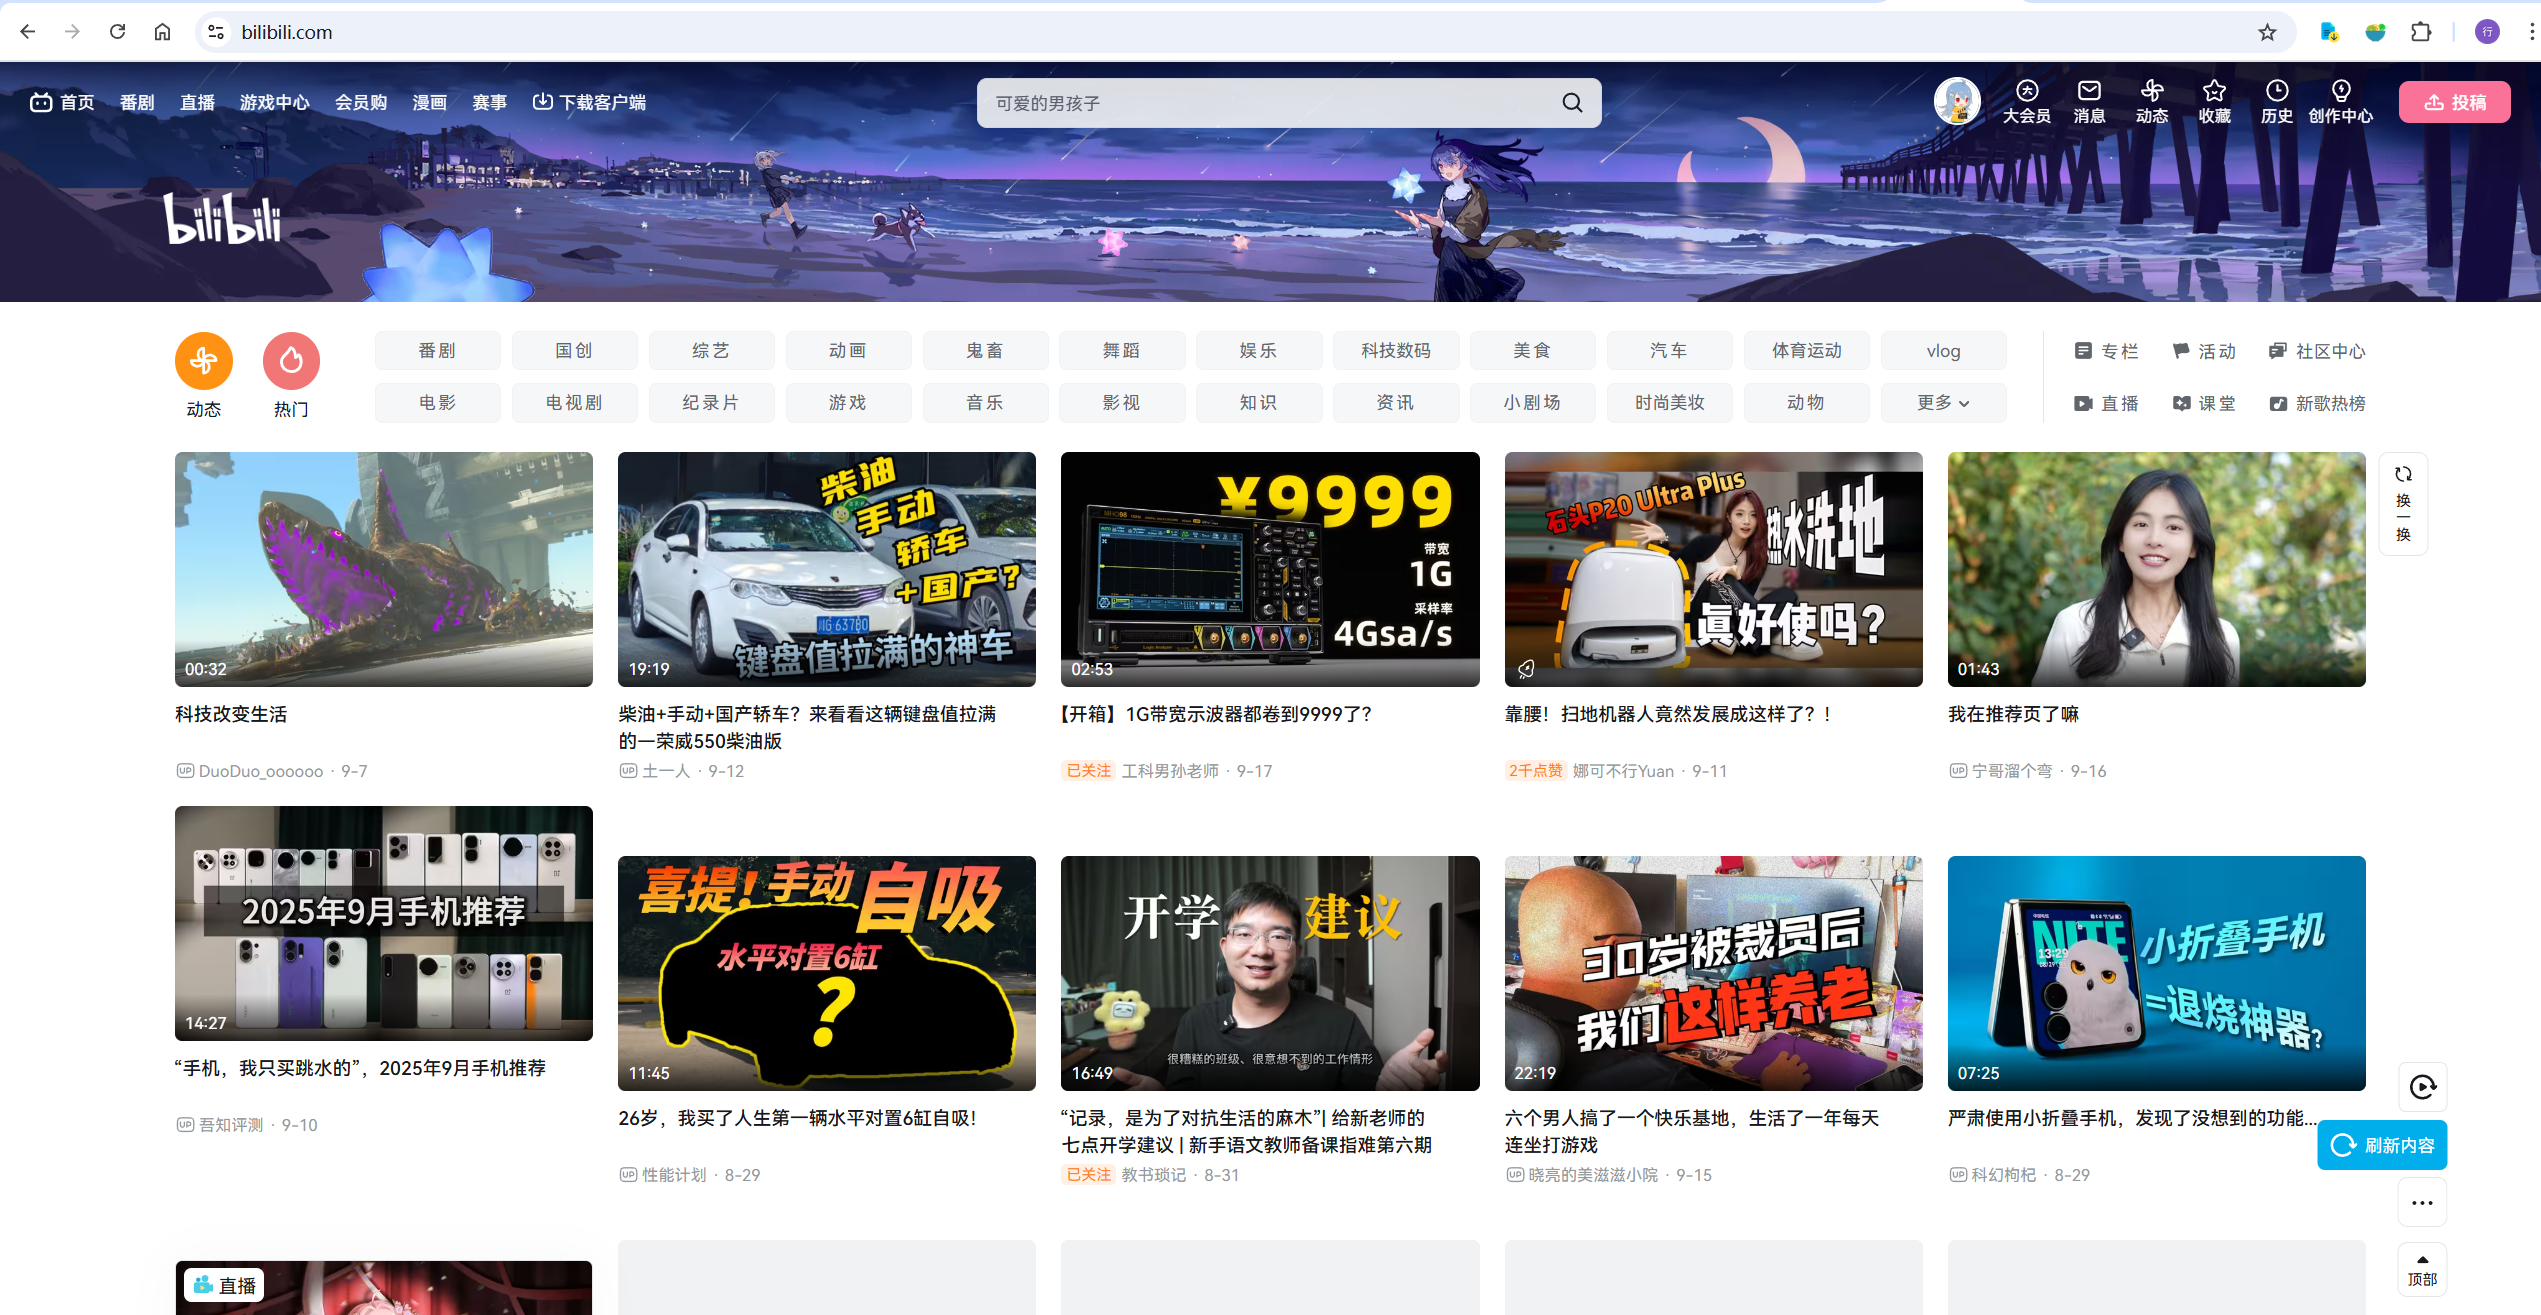 bilibili.com
行
首页 番剧 直播 游戏中心 会员购 漫画 赛事 下载客户端
可爱的男孩子
大会员 消息 动态 收藏 历史 创作中心 投稿
bilibili
动态 热门
番剧 国创 综艺 动画 鬼畜 舞蹈 娱乐 科技数码 美食 汽车 体育运动 vlog
专栏 活动 社区中心
电影 电视剧 纪录片 游戏 音乐 影视 知识 资讯 小剧场 时尚美妆 动物 更多
直播 课堂 新歌热榜
00:32
科技改变生活
UP DuoDuo_oooooo · 9-7
柴油
手动
轿车
+国产?
键盘值拉满的神车
19:19
柴油+手动+国产轿车？来看看这辆键盘值拉满
的一荣威550柴油版
UP 土一人 · 9-12
¥9999
带宽
1G
采样率
4Gsa/s
02:53
【开箱】1G带宽示波器都卷到9999了？
已关注 工科男孙老师 · 9-17
石头P20 Ultra Plus
热水洗地
真好使吗?
靠腰！扫地机器人竟然发展成这样了？！
2千点赞 娜可不行Yuan · 9-11
01:43
我在推荐页了嘛
UP 宁哥溜个弯 · 9-16
换一换
2025年9月手机推荐
14:27
“手机，我只买跳水的”，2025年9月手机推荐
UP 吾知评测 · 9-10
喜提!手动自吸
水平对置6缸
?
11:45
26岁，我买了人生第一辆水平对置6缸自吸！
UP 性能计划 · 8-29
开学 建议
很糟糕的班级、很意想不到的工作情形
16:49
“记录，是为了对抗生活的麻木”| 给新老师的
七点开学建议 | 新手语文教师备课指难第六期
已关注 教书琐记 · 8-31
30岁被裁员后
我们这样养老
22:19
六个男人搞了一个快乐基地，生活了一年每天
连坐打游戏
UP 晓亮的美滋滋小院 · 9-15
NITE
13:29
小折叠手机
=退烧神器?
07:25
严肃使用小折叠手机，发现了没想到的功能...
UP 科幻枸杞 · 8-29
刷新内容
直播
顶部